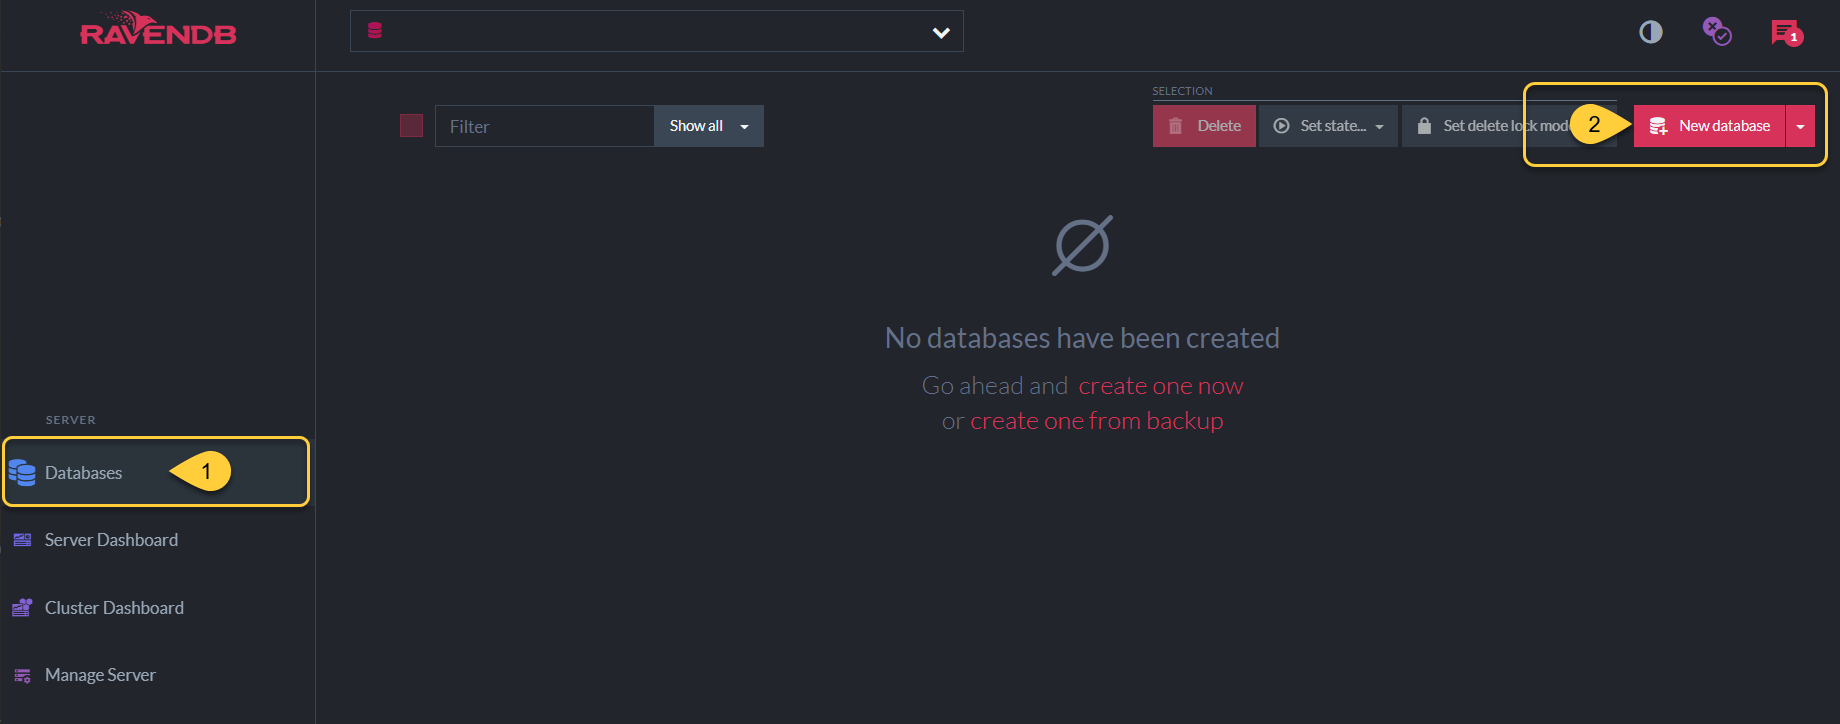 RAVENDB
1
SELECTION
Filter
Show all
Delete
Set state...
Set delete lock mod
2
New database
No databases have been created
Go ahead and create one now
or create one from backup
SERVER
Databases
1
Server Dashboard
Cluster Dashboard
Manage Server